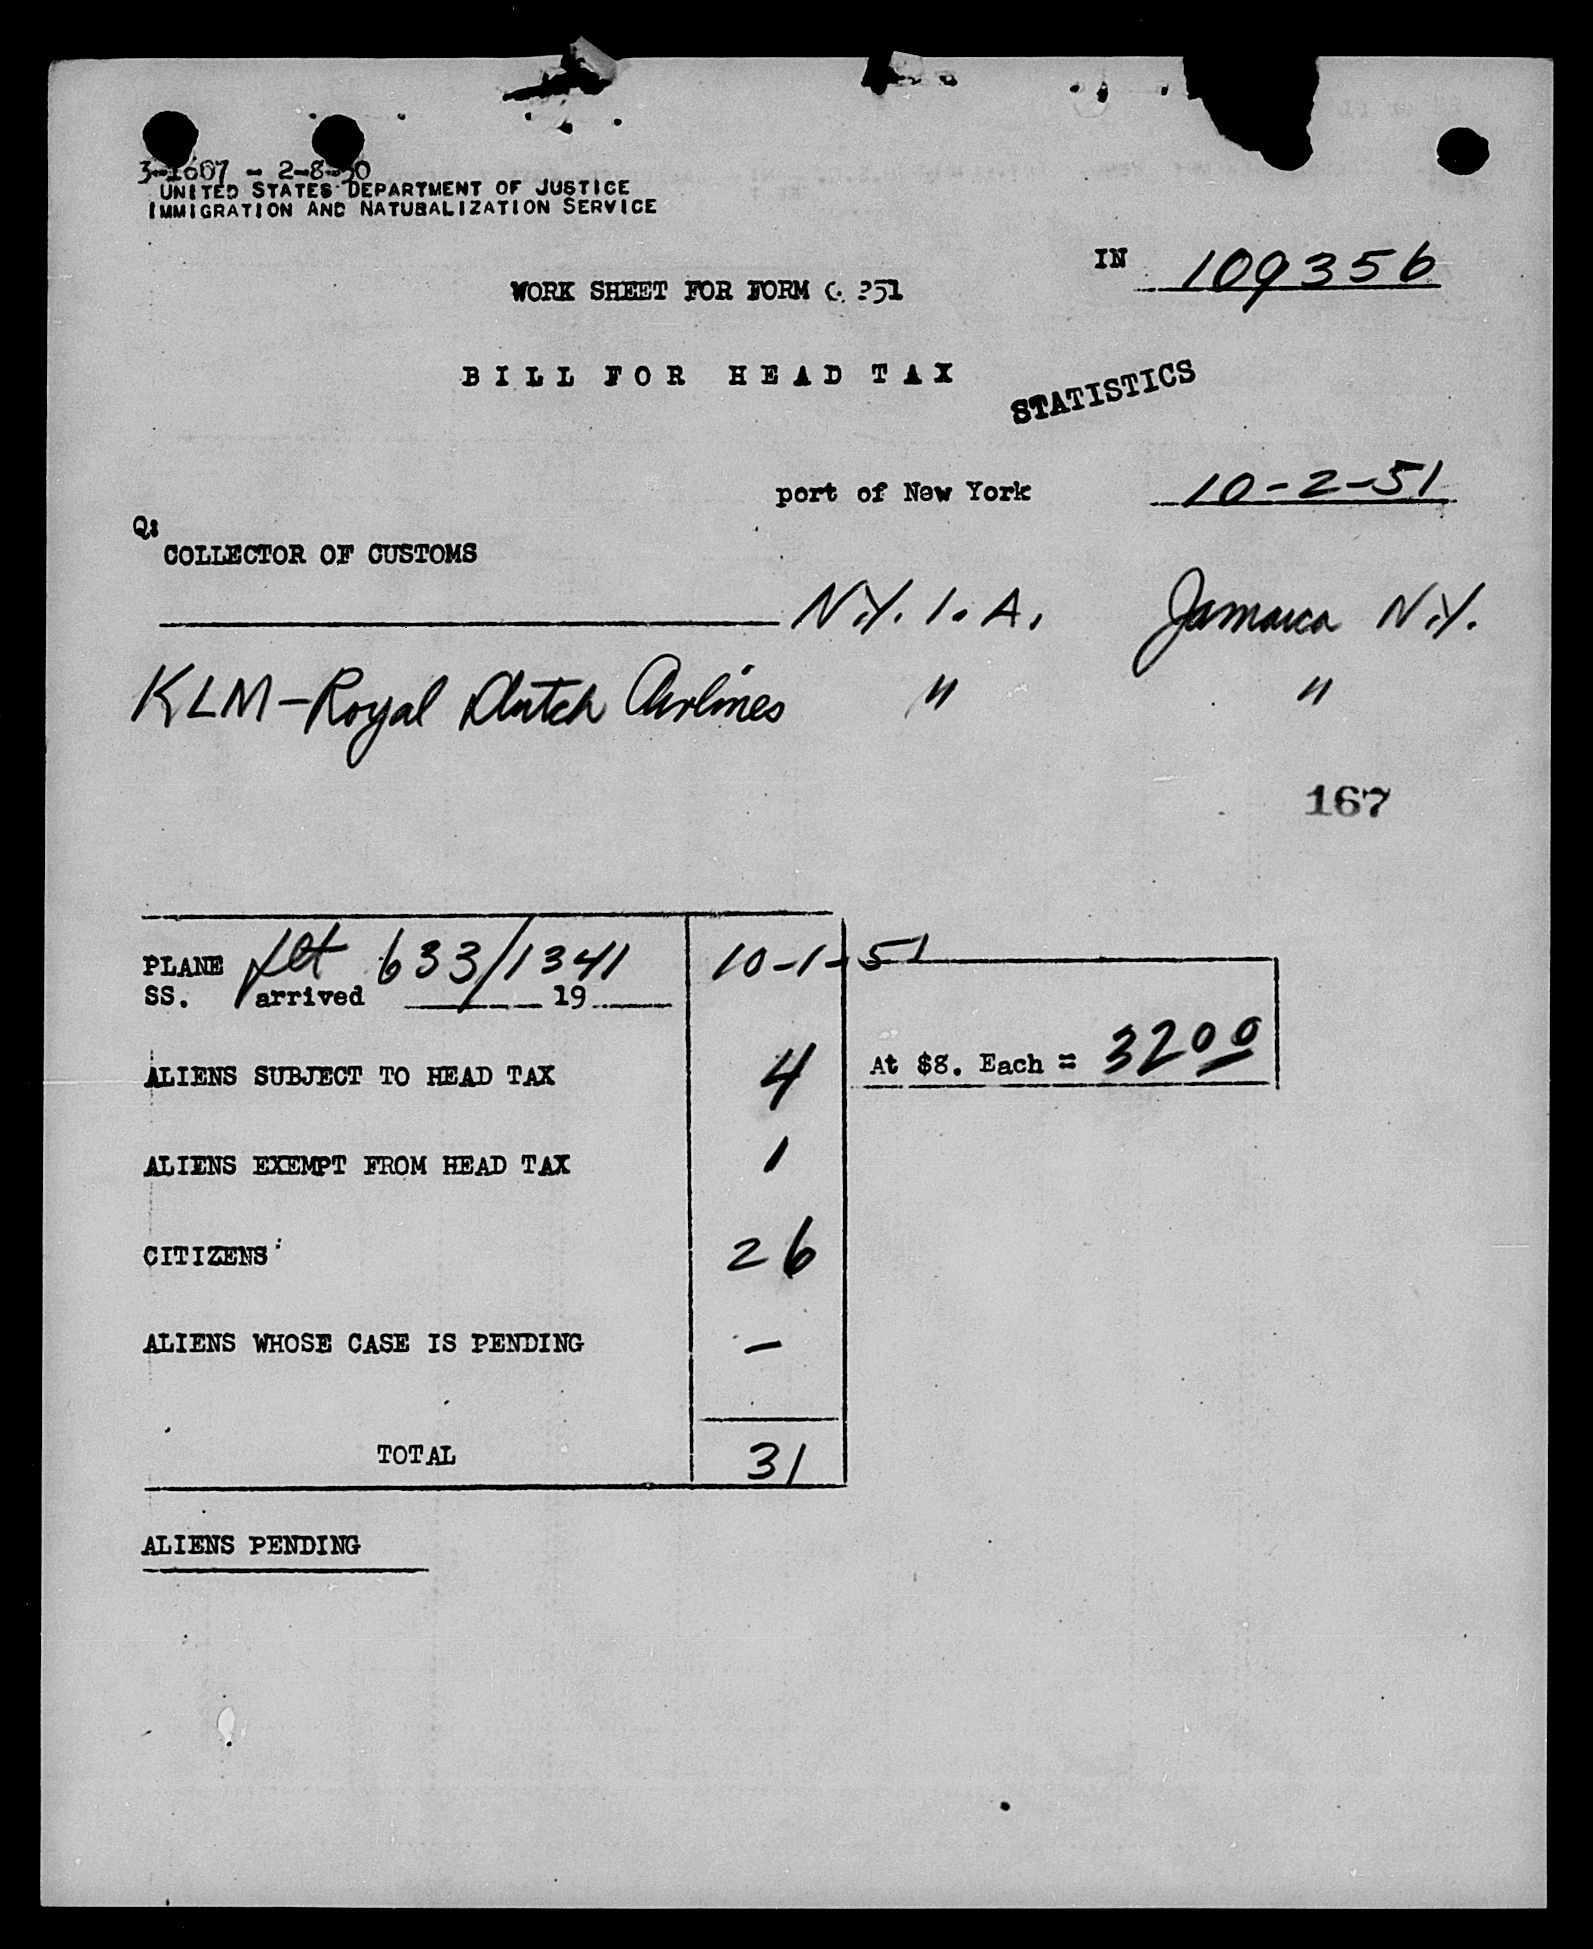 3-1607 - 2-8-50
UNITED STATES DEPARTMENT OF JUSTICE
IMMIGRATION AND NATURALIZATION SERVICE
IN 109356
WORK SHEET FOR FORM G. 351
BILL FOR HEAD TAX
STATISTICS
port of New York 10-2-51
Q:
COLLECTOR OF CUSTOMS
N.Y. I. A. Jamaica N.Y.
KLM-Royal Dutch Airlines " "
167
PLANE flt 633/1341 10-1-51
SS. arrived 19
ALIENS SUBJECT TO HEAD TAX 4 At $8. Each = 32 00
ALIENS EXEMPT FROM HEAD TAX 1
CITIZENS 26
ALIENS WHOSE CASE IS PENDING -
TOTAL 31
ALIENS PENDING